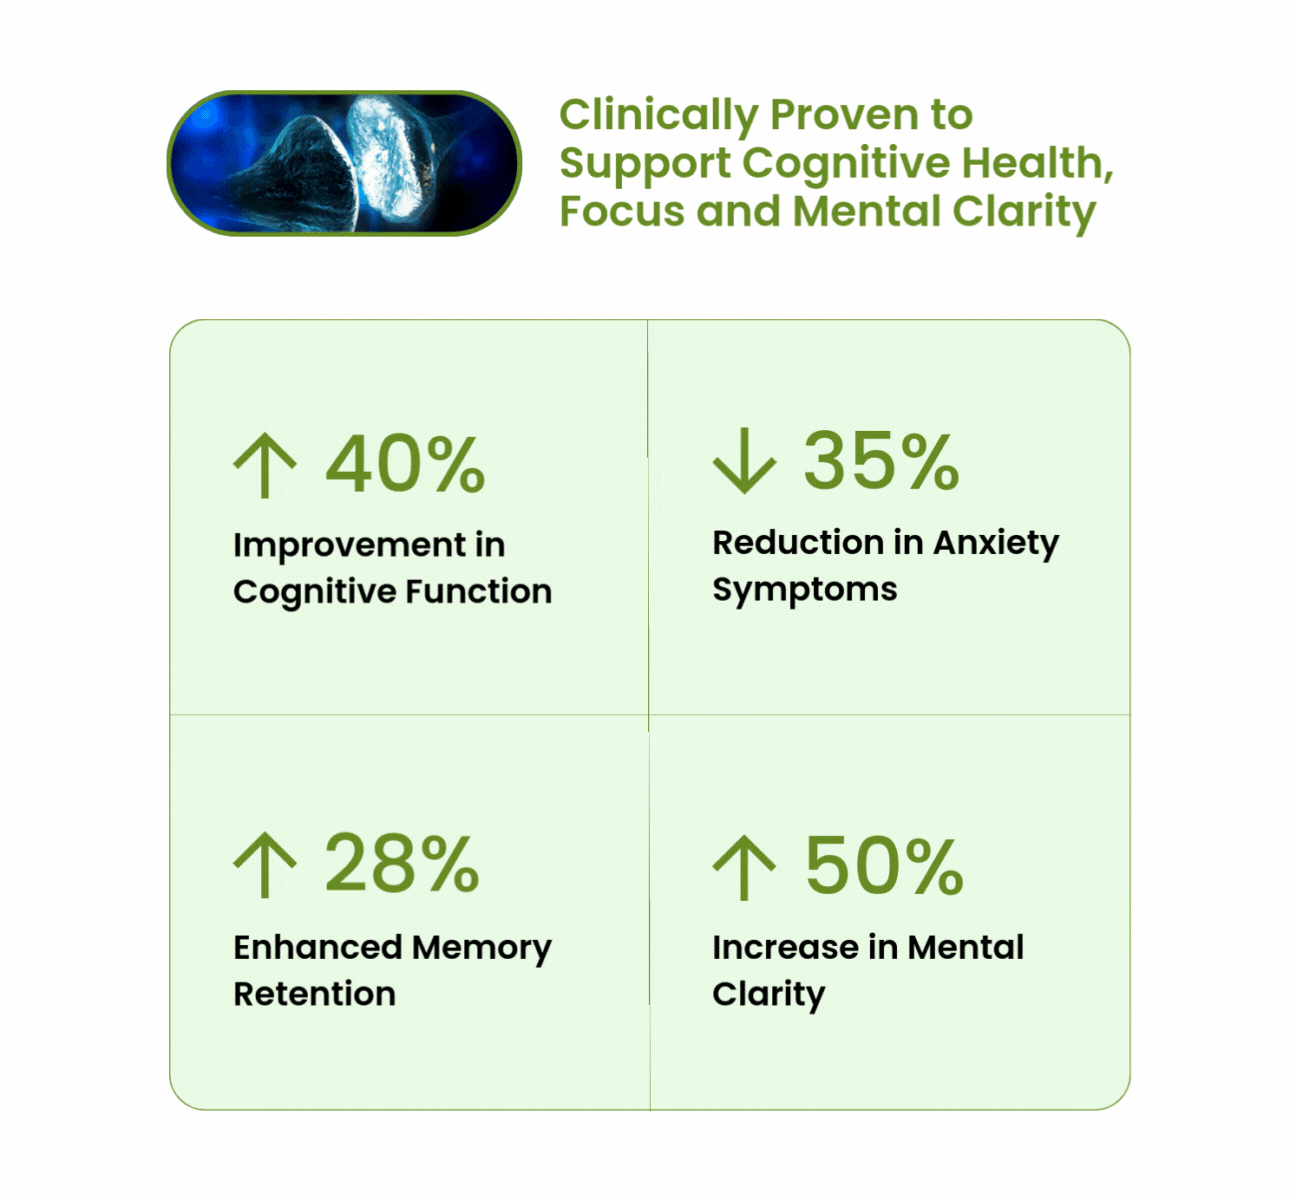 Clinically Proven to
Support Cognitive Health,
Focus and Mental Clarity
↑ 40%
Improvement in
Cognitive Function
↓ 35%
Reduction in Anxiety
Symptoms
↑ 28%
Enhanced Memory
Retention
↑ 50%
Increase in Mental
Clarity